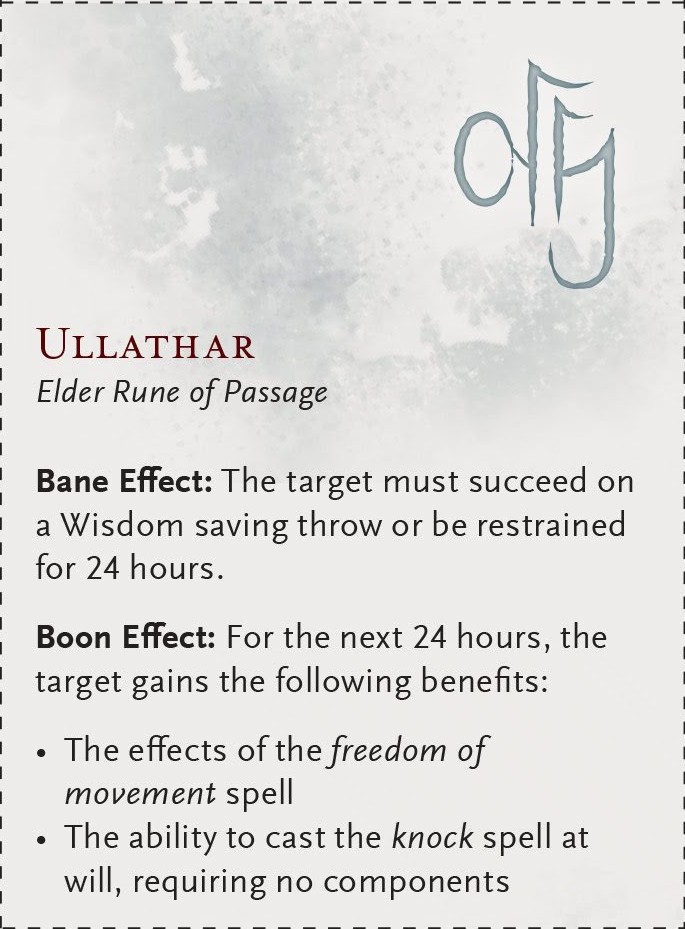 Ullathar
Elder Rune of Passage
Bane Effect: The target must succeed on
a Wisdom saving throw or be restrained
for 24 hours.
Boon Effect: For the next 24 hours, the
target gains the following benefits:
• The effects of the freedom of
movement spell
• The ability to cast the knock spell at
will, requiring no components